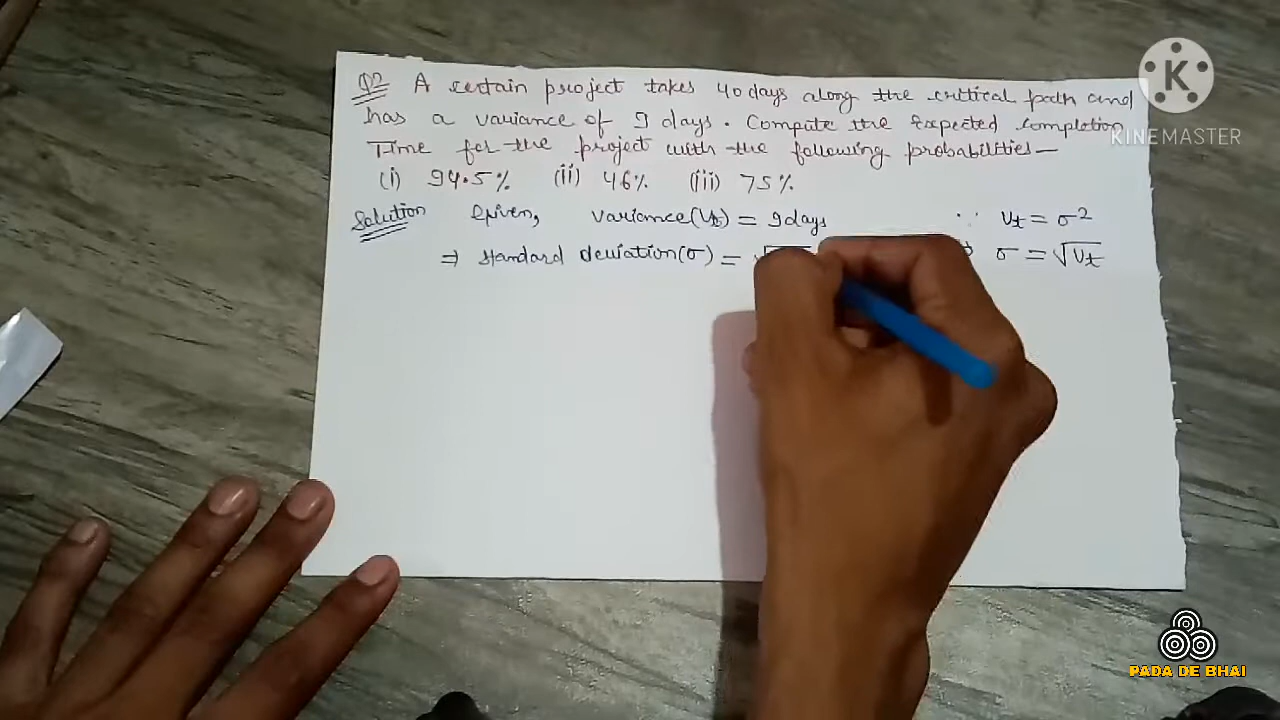 Q2 A certain project takes 40 days along the critical path and
has a variance of 9 days. Compute the Expected completion
Time for the project with the following probabilities—
(i) 94.5% (ii) 46% (iii) 75%
Solution Given, variance(Vt) = 9days ∵ Vt = σ²
⇒ standard deviation(σ) = σ = √Vt
K
KINEMASTER
PADA DE BHAI